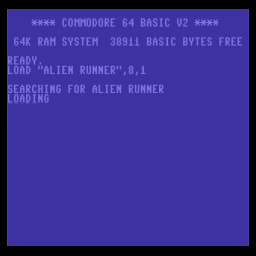 **** COMMODORE 64 BASIC V2 ****
64K RAM SYSTEM  38911 BASIC BYTES FREE
READY.
LOAD "ALIEN RUNNER",8,1
SEARCHING FOR ALIEN RUNNER
LOADING